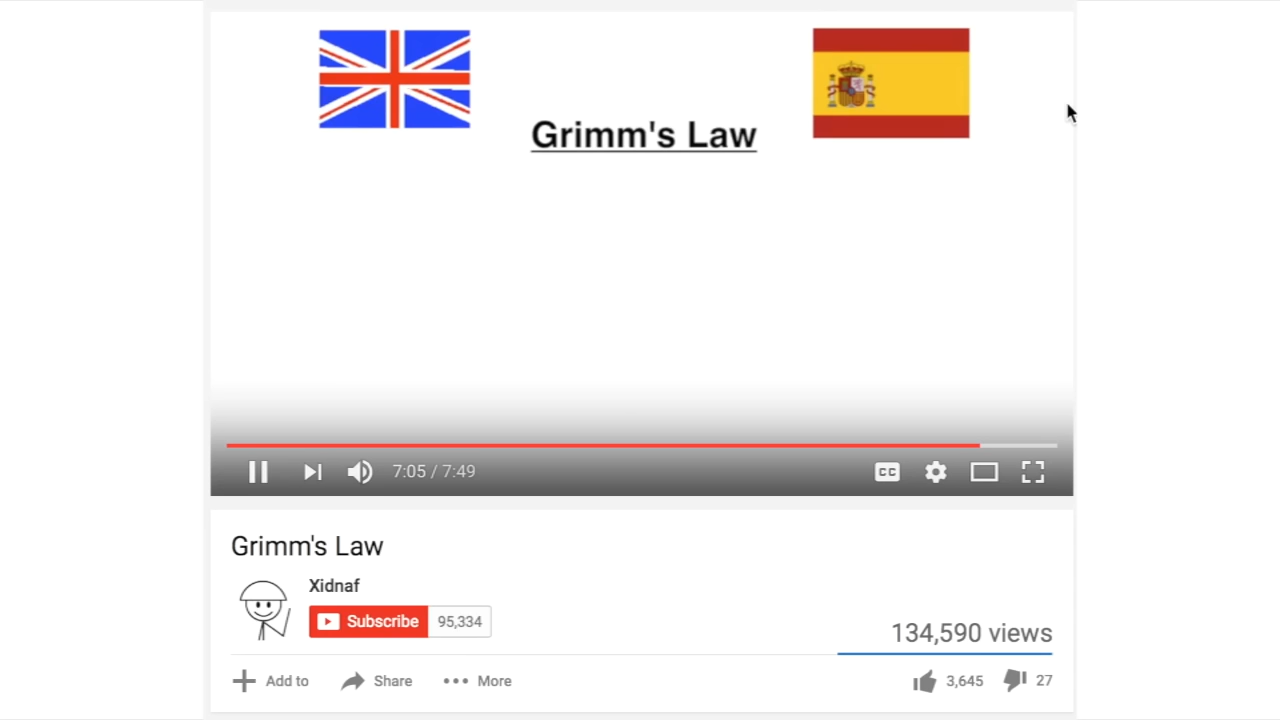 Grimm's Law
7:05 / 7:49
CC
Grimm's Law
Xidnaf
Subscribe 95,334
134,590 views
Add to Share More 3,645 27